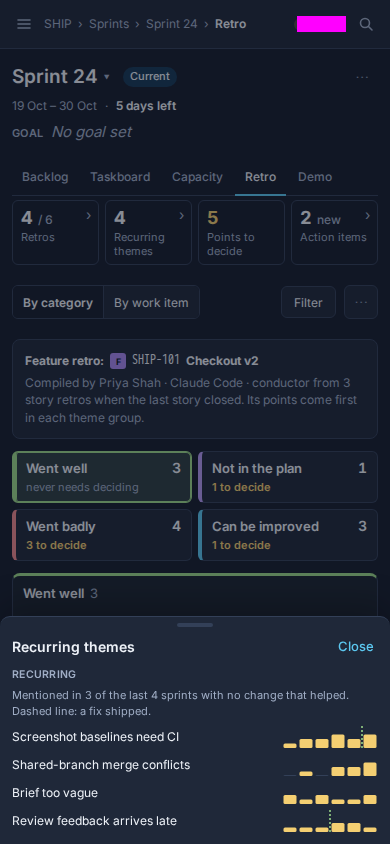 SHIP › Sprints › Sprint 24 › Retro
Sprint 24 ▾ Current ...
19 Oct – 30 Oct · 5 days left
GOAL No goal set
Backlog Taskboard Capacity Retro Demo
4 / 6 ›
Retros
4 ›
Recurring
themes
5
Points to
decide
2 new ›
Action items
By category By work item Filter ...
Feature retro: F SHIP-101 Checkout v2
Compiled by Priya Shah · Claude Code · conductor from 3
story retros when the last story closed. Its points come first
in each theme group.
Went well 3
never needs deciding
Not in the plan 1
1 to decide
Went badly 4
3 to decide
Can be improved 3
1 to decide
Went well 3
Recurring themes Close
RECURRING
Mentioned in 3 of the last 4 sprints with no change that helped.
Dashed line: a fix shipped.
Screenshot baselines need CI
Shared-branch merge conflicts
Brief too vague
Review feedback arrives late